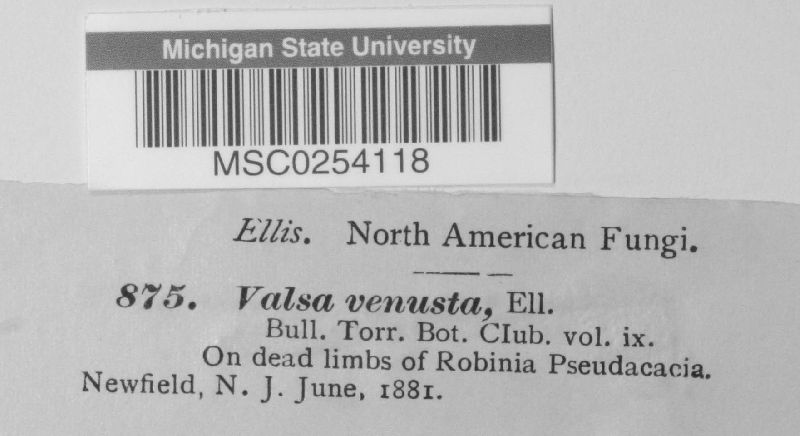 Michigan State University
MSC0254118
Ellis. North American Fungi.
875. Valsa venusta, Ell.
Bull. Torr. Bot. Club. vol. ix.
On dead limbs of Robinia Pseudacacia.
Newfield, N. J. June, 1881.